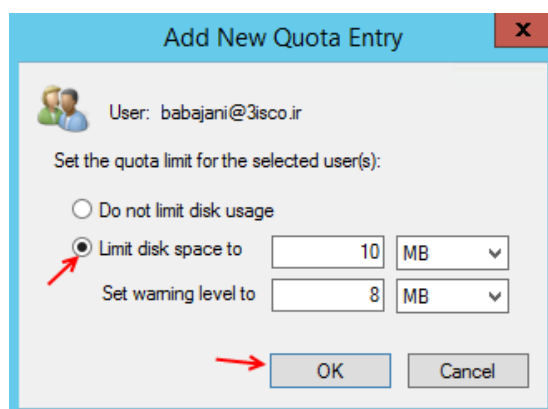 Add New Quota Entry
x
User: babajani@3isco.ir
Set the quota limit for the selected user(s):
Do not limit disk usage
Limit disk space to 10 MB
Set warning level to 8 MB
OK Cancel